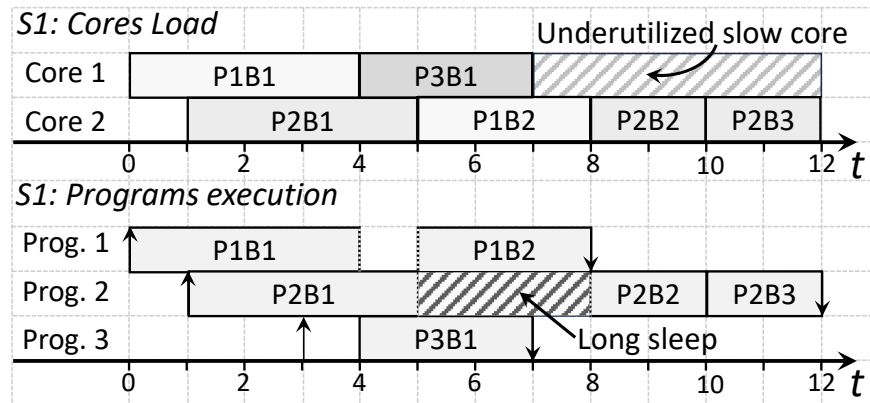 S1: Cores Load
Underutilized slow core
Core 1 P1B1 P3B1
Core 2 P2B1 P1B2 P2B2 P2B3
0 2 4 6 8 10 12 t
S1: Programs execution
Prog. 1 P1B1 P1B2
Prog. 2 P2B1 P2B2 P2B3
Prog. 3 P3B1 Long sleep
0 2 4 6 8 10 12 t